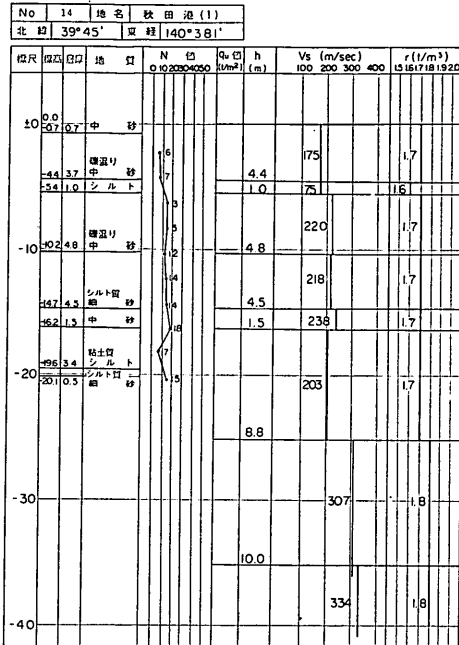 No 14 地名 秋田港(1)
北緯 39°45' 東経 140°381'
標尺 標高 層厚 地質 N値 qu値 h Vs (m/sec) r(t/m³)
0 10 20 30 40 50 (t/m²) (m) 100 200 300 400 1.5 1.6 1.7 1.8 1.9 2.0
0.0
±0
-0.7 0.7 中砂
6
礫混り 175 1.7
-4.4 3.7 中砂 7 4.4
-5.4 1.0 シルト 1.0 75 1.6
3
5 220 1.7
礫混り
-10 -10.2 4.8 中砂 12 4.8
14 218 1.7
シルト質
-14.7 4.5 細砂 14 4.5
-16.2 1.5 中砂 18 1.5 238 1.7
粘土質 7
-19.6 3.4 シルト
-20 シルト質 15 203 1.7
-20.1 0.5 細砂
8.8
-30 307 1.8
10.0
334 1.8
-40